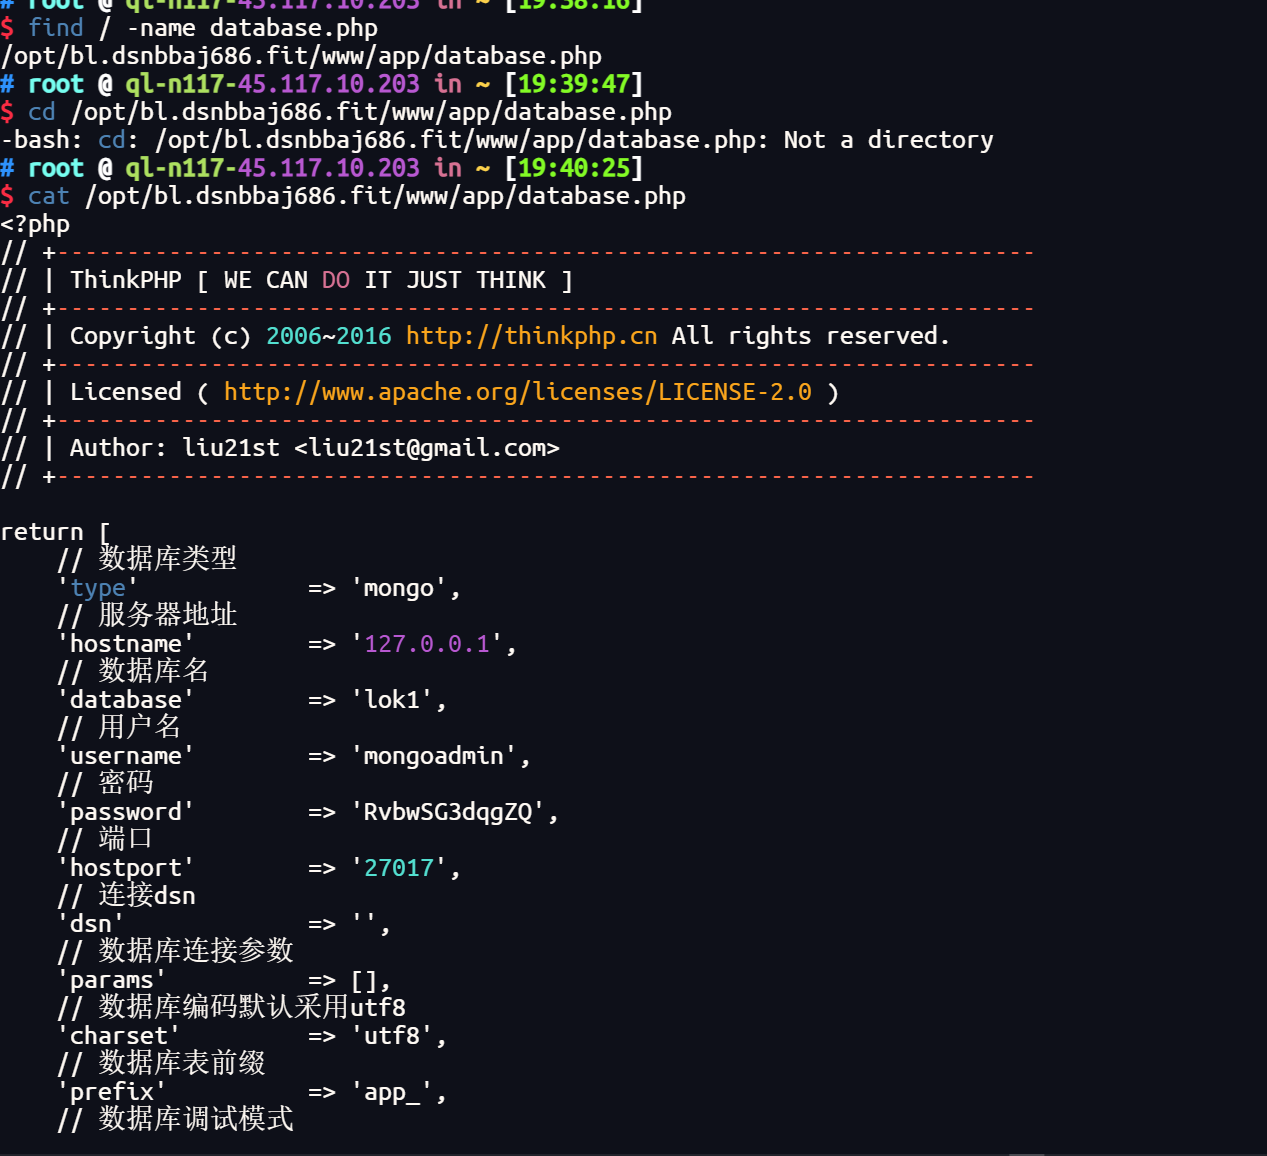 # root @ ql-n117-45.117.10.203 in ~ [19:38:16]
$ find / -name database.php
/opt/bl.dsnbbaj686.fit/www/app/database.php
# root @ ql-n117-45.117.10.203 in ~ [19:39:47]
$ cd /opt/bl.dsnbbaj686.fit/www/app/database.php
-bash: cd: /opt/bl.dsnbbaj686.fit/www/app/database.php: Not a directory
# root @ ql-n117-45.117.10.203 in ~ [19:40:25]
$ cat /opt/bl.dsnbbaj686.fit/www/app/database.php
<?php
// +----------------------------------------------------------------------
// | ThinkPHP [ WE CAN DO IT JUST THINK ]
// +----------------------------------------------------------------------
// | Copyright (c) 2006~2016 http://thinkphp.cn All rights reserved.
// +----------------------------------------------------------------------
// | Licensed ( http://www.apache.org/licenses/LICENSE-2.0 )
// +----------------------------------------------------------------------
// | Author: liu21st <liu21st@gmail.com>
// +----------------------------------------------------------------------
return [
    // 数据库类型
    'type'            => 'mongo',
    // 服务器地址
    'hostname'        => '127.0.0.1',
    // 数据库名
    'database'        => 'lok1',
    // 用户名
    'username'        => 'mongoadmin',
    // 密码
    'password'        => 'RvbwSG3dqgZQ',
    // 端口
    'hostport'        => '27017',
    // 连接dsn
    'dsn'             => '',
    // 数据库连接参数
    'params'          => [],
    // 数据库编码默认采用utf8
    'charset'         => 'utf8',
    // 数据库表前缀
    'prefix'          => 'app_',
    // 数据库调试模式